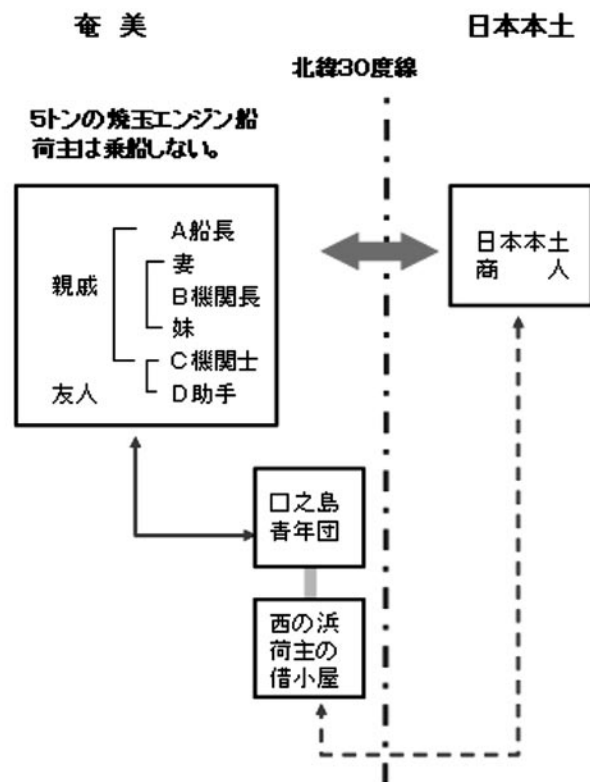 奄美
日本本土
北緯30度線
5トンの焼玉エンジン船
荷主は乗船しない。
親戚
A船長
妻
B機関長
妹
C機関士
友人
D助手
日本本土
商人
口之島
青年団
西の浜
荷主の
借小屋